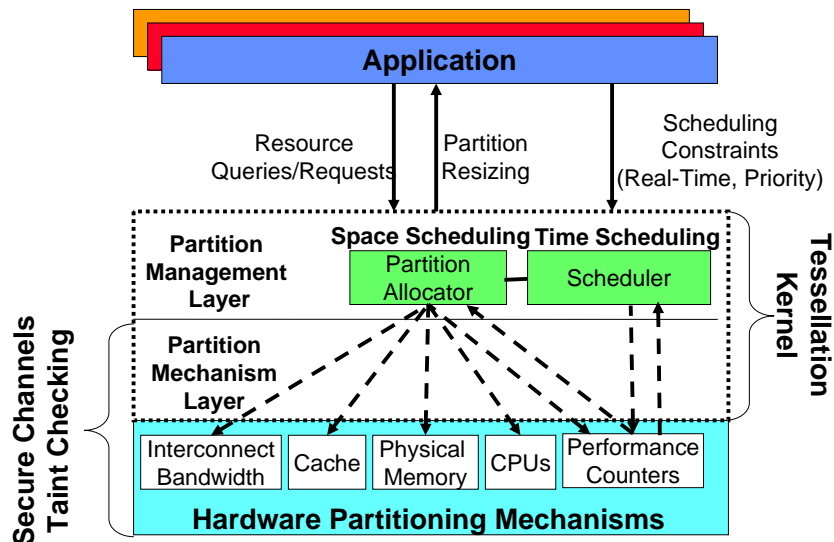 Application
Resource
Queries/Requests
Partition
Resizing
Scheduling
Constraints
(Real-Time, Priority)
Partition
Management
Layer
Space Scheduling
Time Scheduling
Partition
Allocator
Scheduler
Tessellation
Kernel
Partition
Mechanism
Layer
Secure Channels
Taint Checking
Interconnect
Bandwidth
Cache
Physical
Memory
CPUs
Performance
Counters
Hardware Partitioning Mechanisms